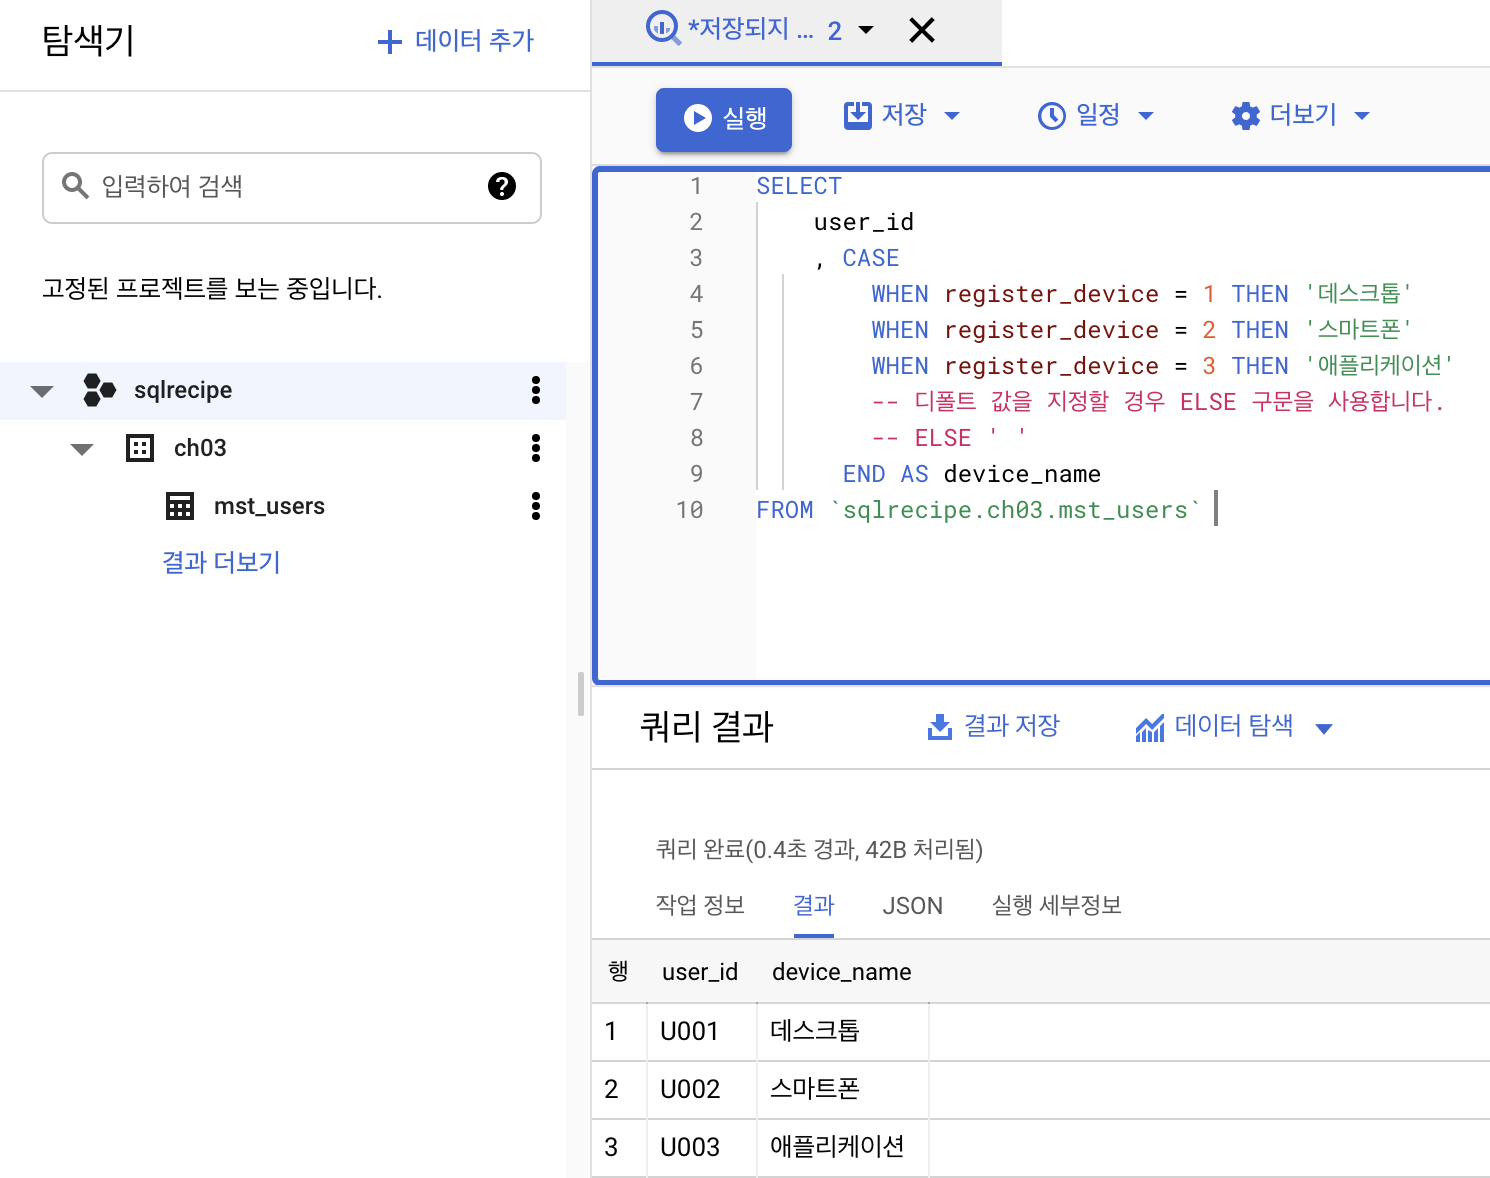 탐색기
데이터 추가
입력하여 검색
고정된 프로젝트를 보는 중입니다.
sqlrecipe
ch03
mst_users
결과 더보기
*저장되지 ... 2
실행 저장 일정 더보기
1 SELECT
2 user_id
3 , CASE
4 WHEN register_device = 1 THEN '데스크톱'
5 WHEN register_device = 2 THEN '스마트폰'
6 WHEN register_device = 3 THEN '애플리케이션'
7 -- 디폴트 값을 지정할 경우 ELSE 구문을 사용합니다.
8 -- ELSE ' '
9 END AS device_name
10 FROM `sqlrecipe.ch03.mst_users`
쿼리 결과 결과 저장 데이터 탐색
쿼리 완료(0.4초 경과, 42B 처리됨)
작업 정보 결과 JSON 실행 세부정보
행 user_id device_name
1 U001 데스크톱
2 U002 스마트폰
3 U003 애플리케이션